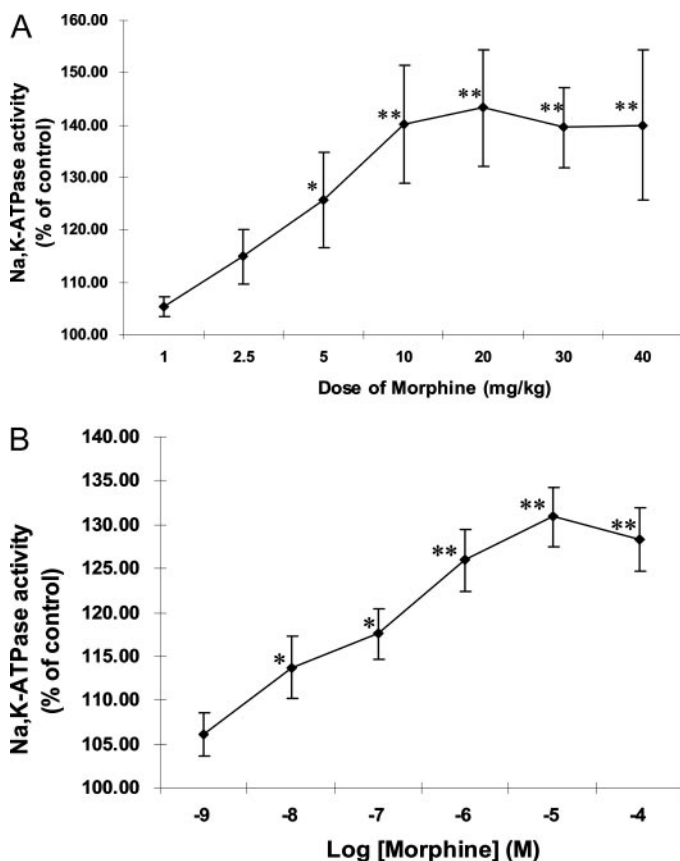 A
Na,K-ATPase activity
(% of control)
160.00
150.00
140.00
130.00
120.00
110.00
100.00
*
**
**
**
**
1 2.5 5 10 20 30 40
Dose of Morphine (mg/kg)
B
Na,K-ATPase activity
(% of control)
140.00
135.00
130.00
125.00
120.00
115.00
110.00
105.00
100.00
*
*
**
**
**
-9 -8 -7 -6 -5 -4
Log [Morphine] (M)